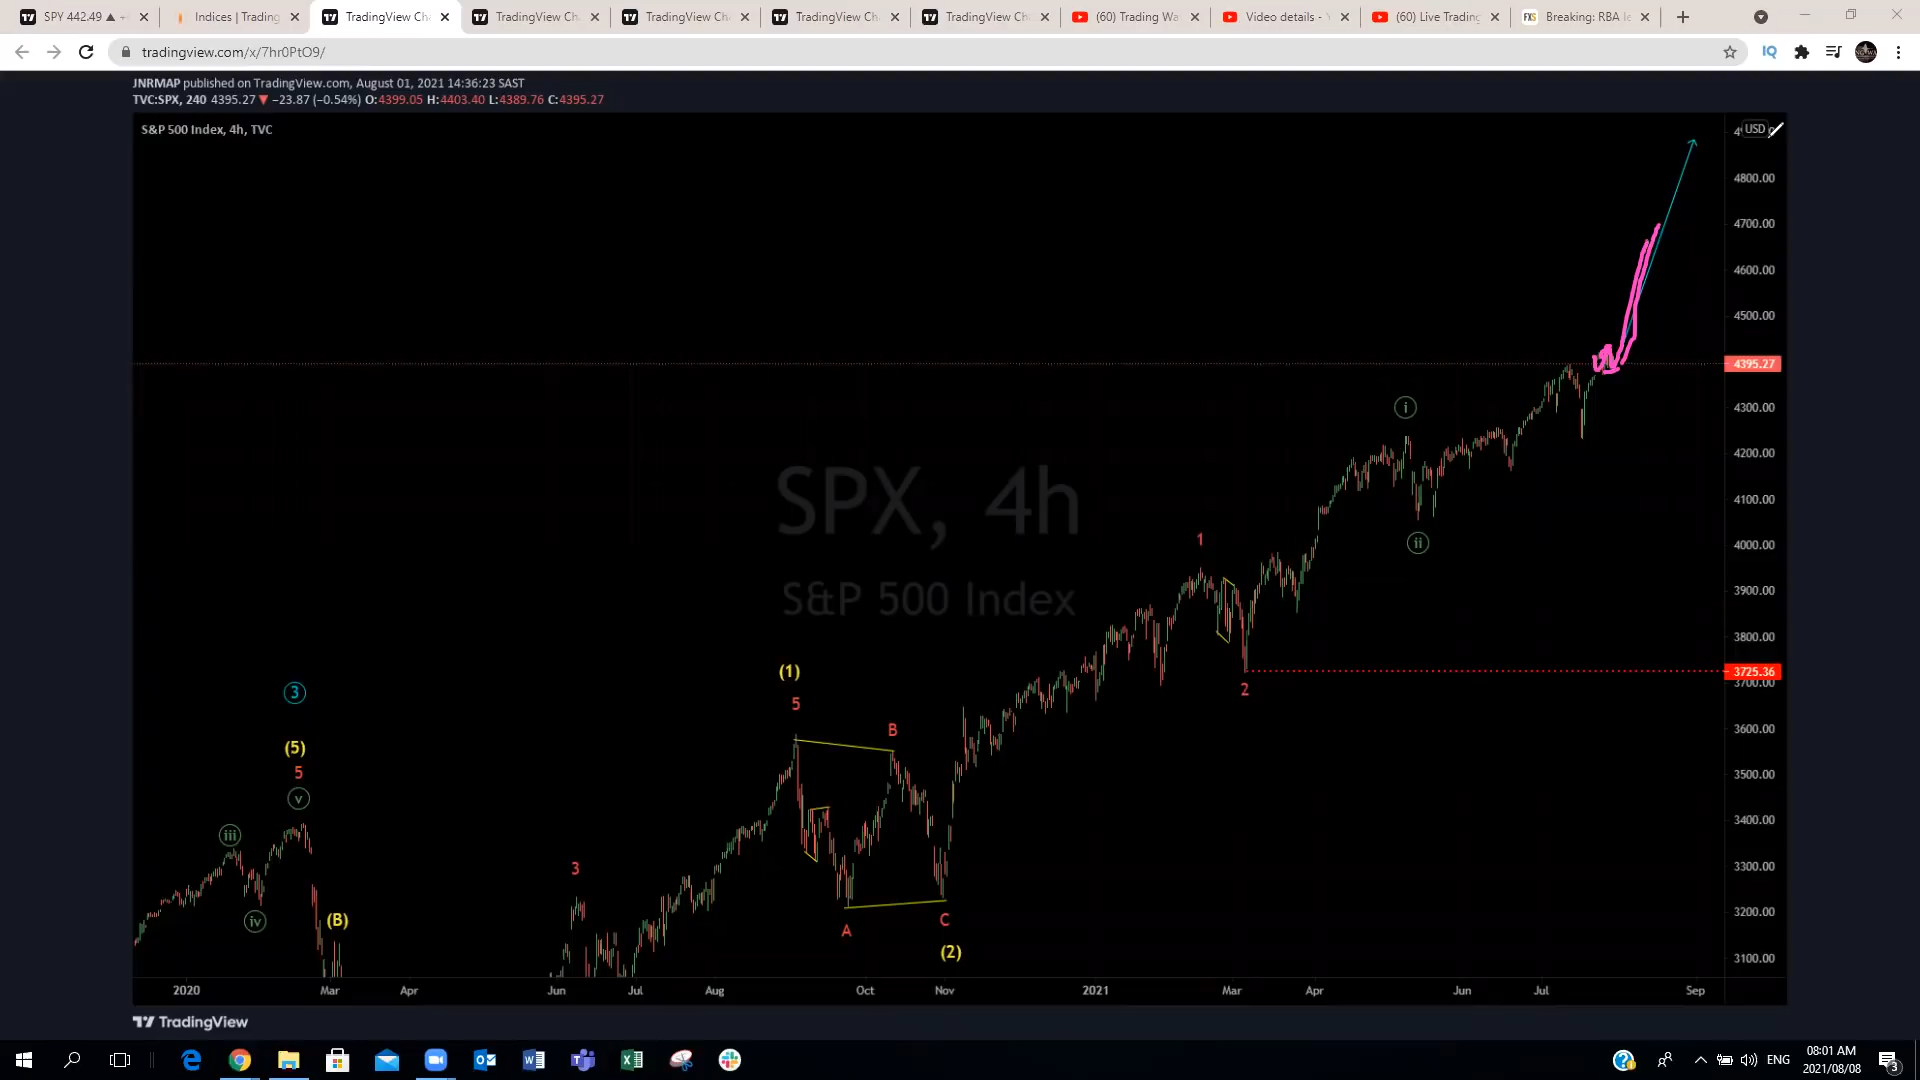 SPY 442.49 ▲
Indices | Trading
TradingView Ch
TradingView Ch
TradingView Ch
TradingView Ch
TradingView Ch
(60) Trading Wa
Video details -
(60) Live Trading
FXS Breaking: RBA
tradingview.com/x/7hr0PtO9/
IQ
JNRMAP published on TradingView.com, August 01, 2021 14:36:23 SAST
TVC:SPX, 240 4395.27 ▼ −23.87 (−0.54%) O:4399.05 H:4403.40 L:4389.76 C:4395.27
S&P 500 Index, 4h, TVC
USD
4800.00
4700.00
4600.00
4500.00
4395.27
4300.00
4200.00
4100.00
4000.00
3900.00
3800.00
3725.36
3700.00
3600.00
3500.00
3400.00
3300.00
3200.00
3100.00
SPX, 4h
S&P 500 Index
i
ii
1
2
(1)
5
B
A
C
(2)
3
3
(5)
5
v
iii
iv
(B)
2020
Mar
Apr
Jun
Jul
Aug
Oct
Nov
2021
Mar
Apr
Jun
Jul
Sep
TradingView
ENG
08:01 AM
2021/08/08
3